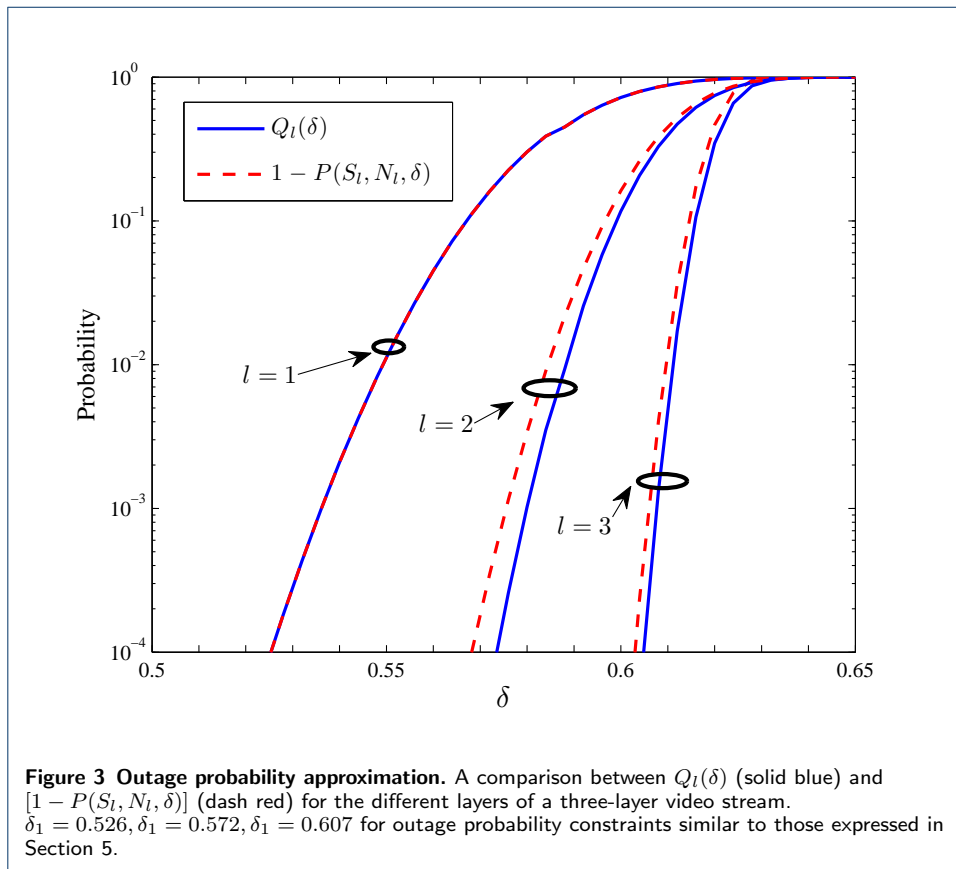 10^0
10^{-1}
10^{-2}
10^{-3}
10^{-4}
Probability
Q_l(δ)
1 − P(S_l, N_l, δ)
l = 1
l = 2
l = 3
0.5 0.55 0.6 0.65
δ
Figure 3 Outage probability approximation. A comparison between Q_l(δ) (solid blue) and
[1 − P(S_l, N_l, δ)] (dash red) for the different layers of a three-layer video stream.
δ_1 = 0.526, δ_1 = 0.572, δ_1 = 0.607 for outage probability constraints similar to those expressed in
Section 5.